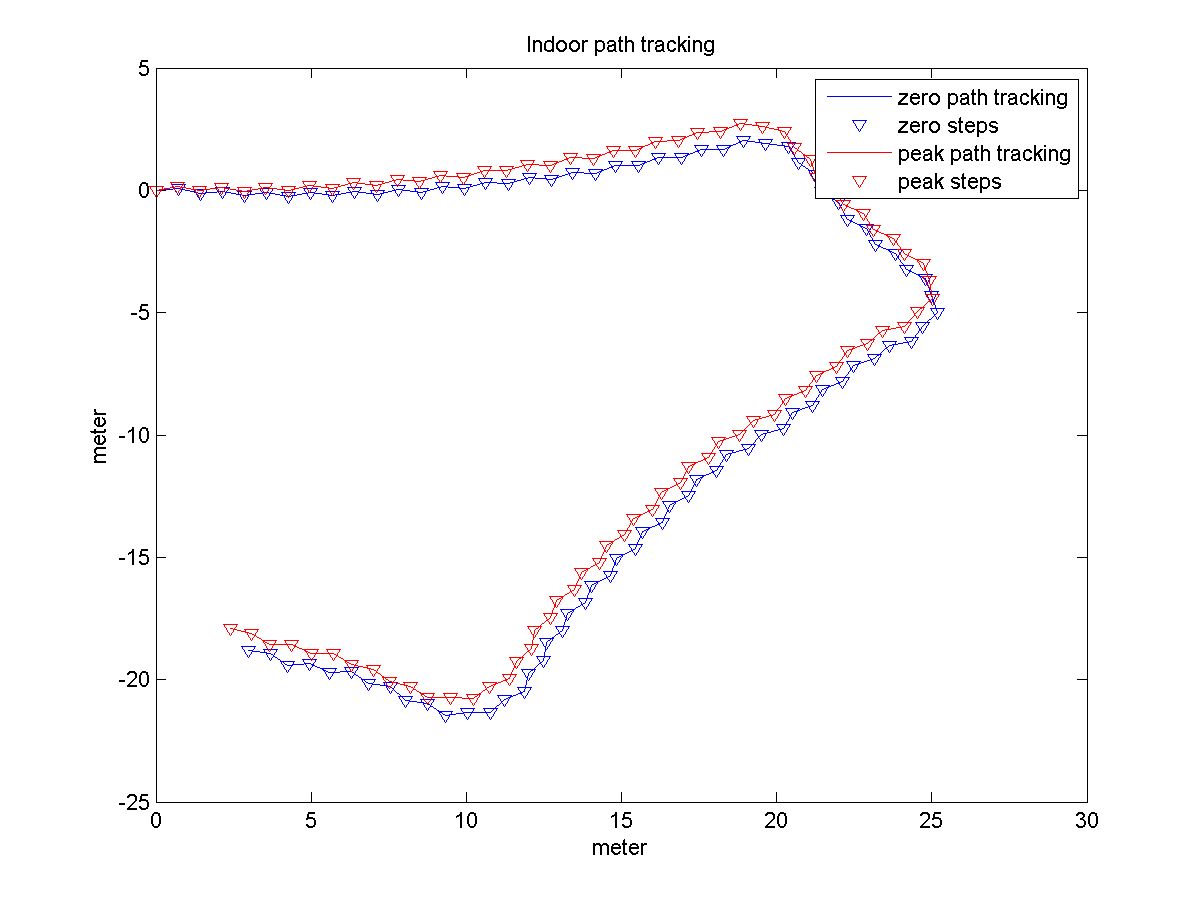 Indoor path tracking
5
zero path tracking
zero steps
peak path tracking
peak steps
0
-5
-10
-15
-20
-25
meter
0 5 10 15 20 25 30
meter